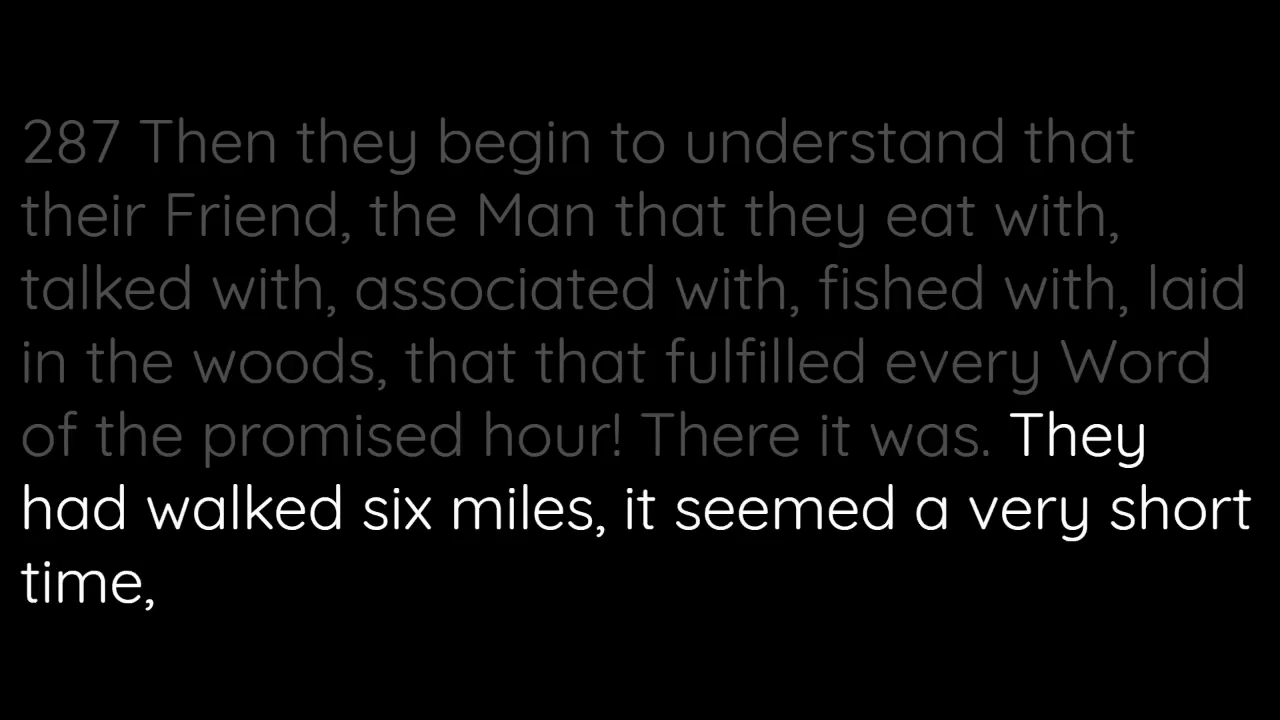 287 Then they begin to understand that
their Friend, the Man that they eat with,
talked with, associated with, fished with, laid
in the woods, that that fulfilled every Word
of the promised hour! There it was. They
had walked six miles, it seemed a very short
time,